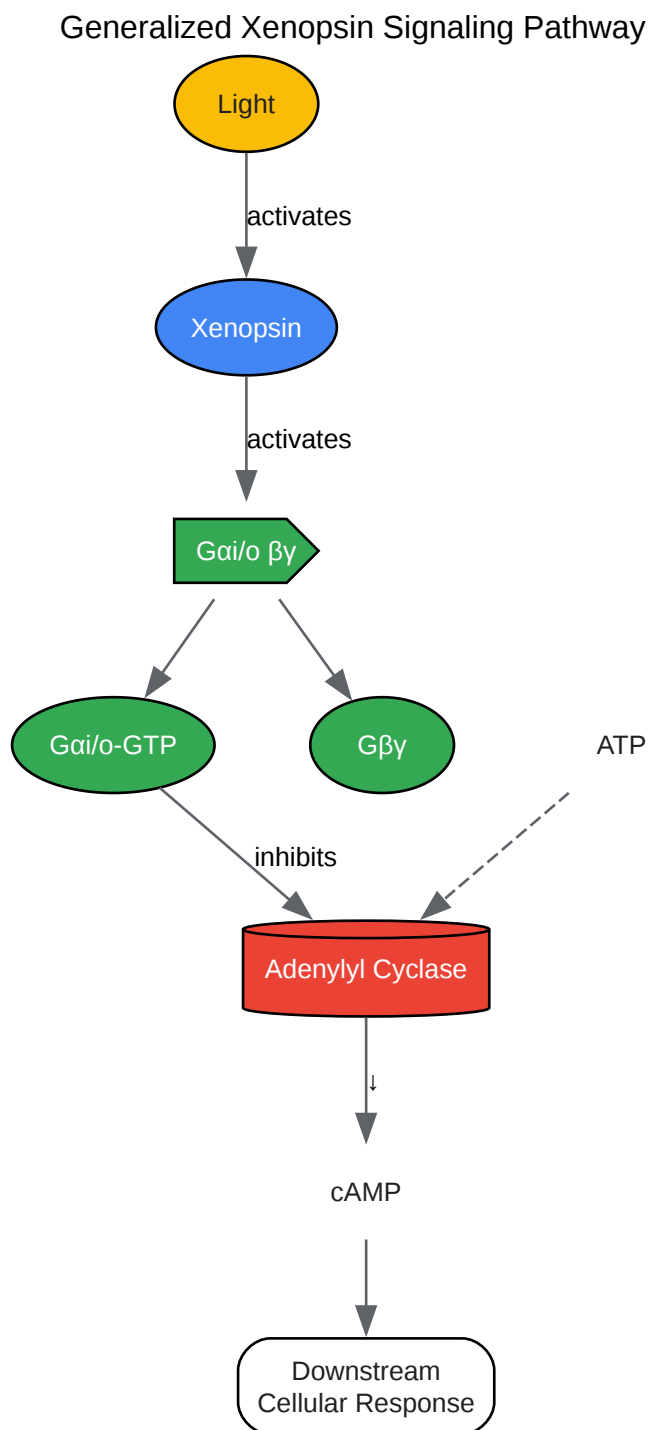 Generalized Xenopsin Signaling Pathway
Light
activates
Xenopsin
activates
Gαi/o βγ
Gαi/o-GTP
Gβγ
ATP
inhibits
Adenylyl Cyclase
↓
cAMP
Downstream
Cellular Response